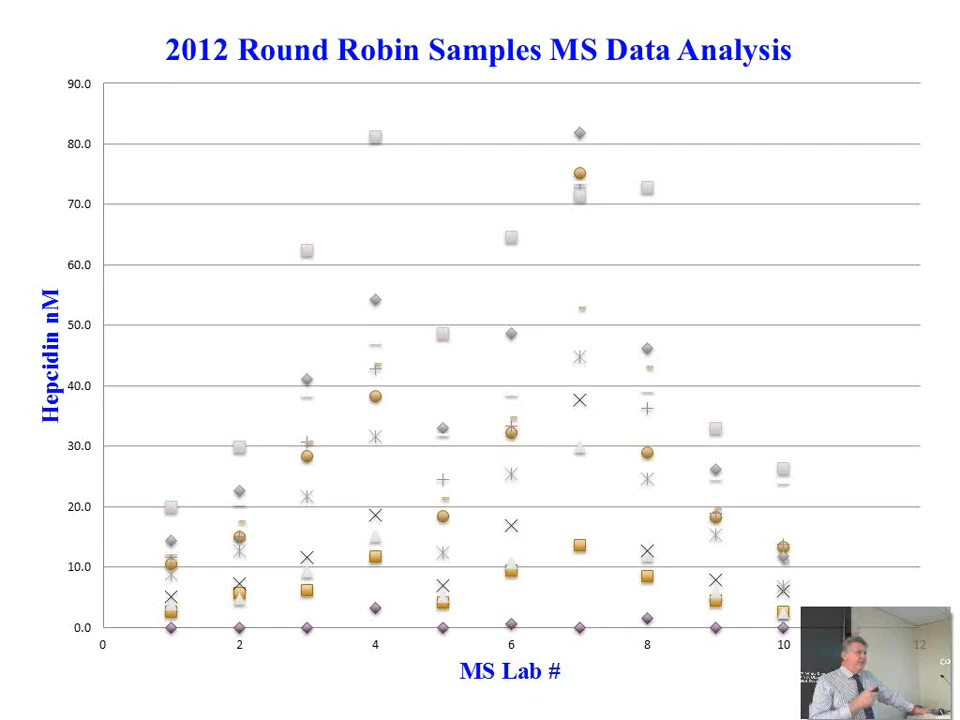 2012 Round Robin Samples MS Data Analysis
90.0
80.0
70.0
60.0
50.0
40.0
30.0
20.0
10.0
0.0
Hepcidin nM
0 2 4 6 8 10 12
MS Lab #
CO